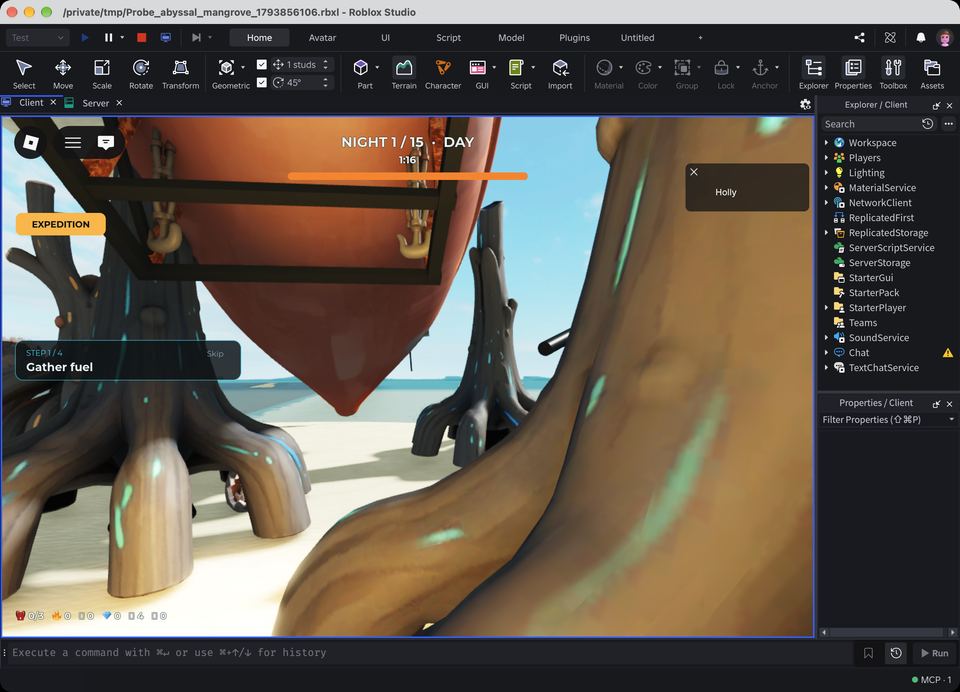 /private/tmp/Probe_abyssal_mangrove_1793856106.rbxl - Roblox Studio
Test
Home
Avatar
UI
Script
Model
Plugins
Untitled
+
Select
Move
Scale
Rotate
Transform
Geometric
1 studs
45°
Part
Terrain
Character
GUI
Script
Import
Material
Color
Group
Lock
Anchor
Explorer
Properties
Toolbox
Assets
Client
Server
NIGHT 1 / 15 · DAY
1:16
EXPEDITION
Holly
STEP 1 / 4
Skip
Gather fuel
0/3
0
0
0
4
0
Explorer / Client
Search
Workspace
Players
Lighting
MaterialService
NetworkClient
ReplicatedFirst
ReplicatedStorage
ServerScriptService
ServerStorage
StarterGui
StarterPack
StarterPlayer
Teams
SoundService
Chat
TextChatService
Properties / Client
Filter Properties (⇧⌘P)
Execute a command with ⌘↵ or use ⌘+↑/↓ for history
Run
MCP · 1